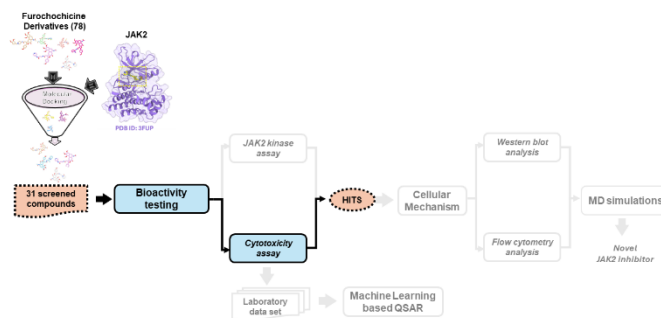 Furochochicine
Derivatives (78)
JAK2
Molecular
Docking
PDB ID: 3FUP
JAK2 kinase
assay
Western blot
analysis
31 screened
compounds
Bioactivity
testing
HITS
Cellular
Mechanism
MD simulations
Cytotoxicity
assay
Flow cytometry
analysis
Novel
JAK2 inhibitor
Laboratory
data set
Machine Learning
based QSAR